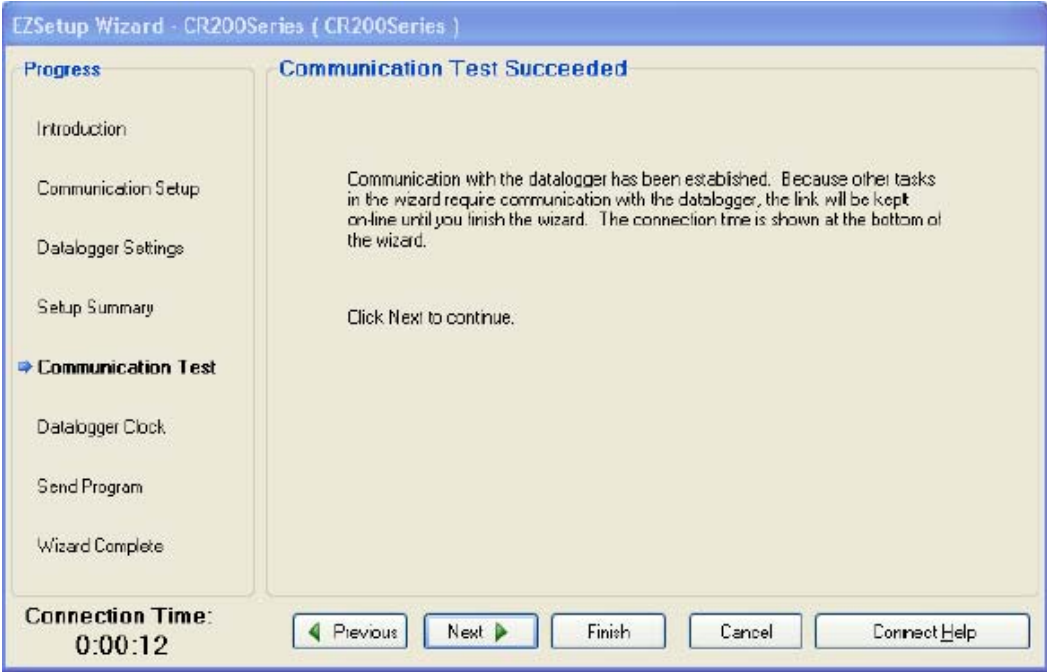 EZSetup Wizard - CR200Series ( CR200Series )
Progress
Introduction
Communication Setup
Datalogger Settings
Setup Summary
Communication Test
Datalogger Clock
Send Program
Wizard Complete
Communication Test Succeeded
Communication with the datalogger has been established. Because other tasks
in the wizard require communication with the datalogger, the link will be kept
on-line until you finish the wizard. The connection time is shown at the bottom of
the wizard.
Click Next to continue.
Connection Time:
0:00:12
Previous
Next
Finish
Cancel
Connect Help